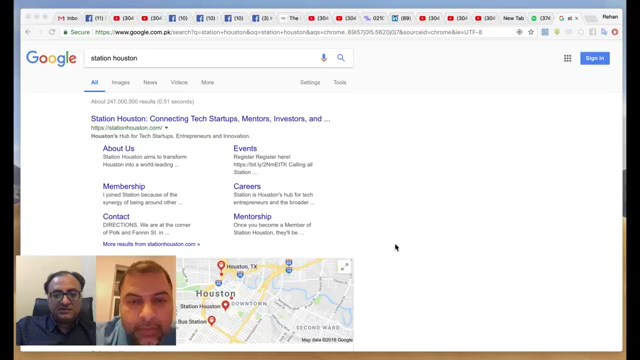 Inbox (304 (10) (10) (10) (3) In The (304 0210 (89) (304 (304 New Tab (376 G st Rehan
Secure https://www.google.com.pk/search?q=station+houston&oq=station+houston&aqs=chrome..69i57j0l5.5820j0j7&sourceid=chrome&ie=UTF-8
Google station houston Sign in
All Images News Videos More Settings Tools
About 247,000,000 results (0.51 seconds)
Station Houston: Connecting Tech Startups, Mentors, Investors, and ...
https://stationhouston.com/
Houston's Hub for Tech Startups, Entrepreneurs and Innovation.
About Us
Station Houston aims to transform
Houston into a world-leading ...
Events
Register Register here!
https://bit.ly/2NmEtTK Calling all
Station ...
Membership
I joined Station because of the
synergy of being around other ...
Careers
Station is Houston's hub for tech
entrepreneurs and the broader ...
Contact
DIRECTIONS. We are at the corner
of Polk and Fannin St. in ...
Mentorship
Once you become a Member of
Station Houston, they'll be ...
More results from stationhouston.com »
Houston, TX
Houston
DOWNTOWN
Station Houston
Bus Station
SECOND WARD
Map data ©2018 Google